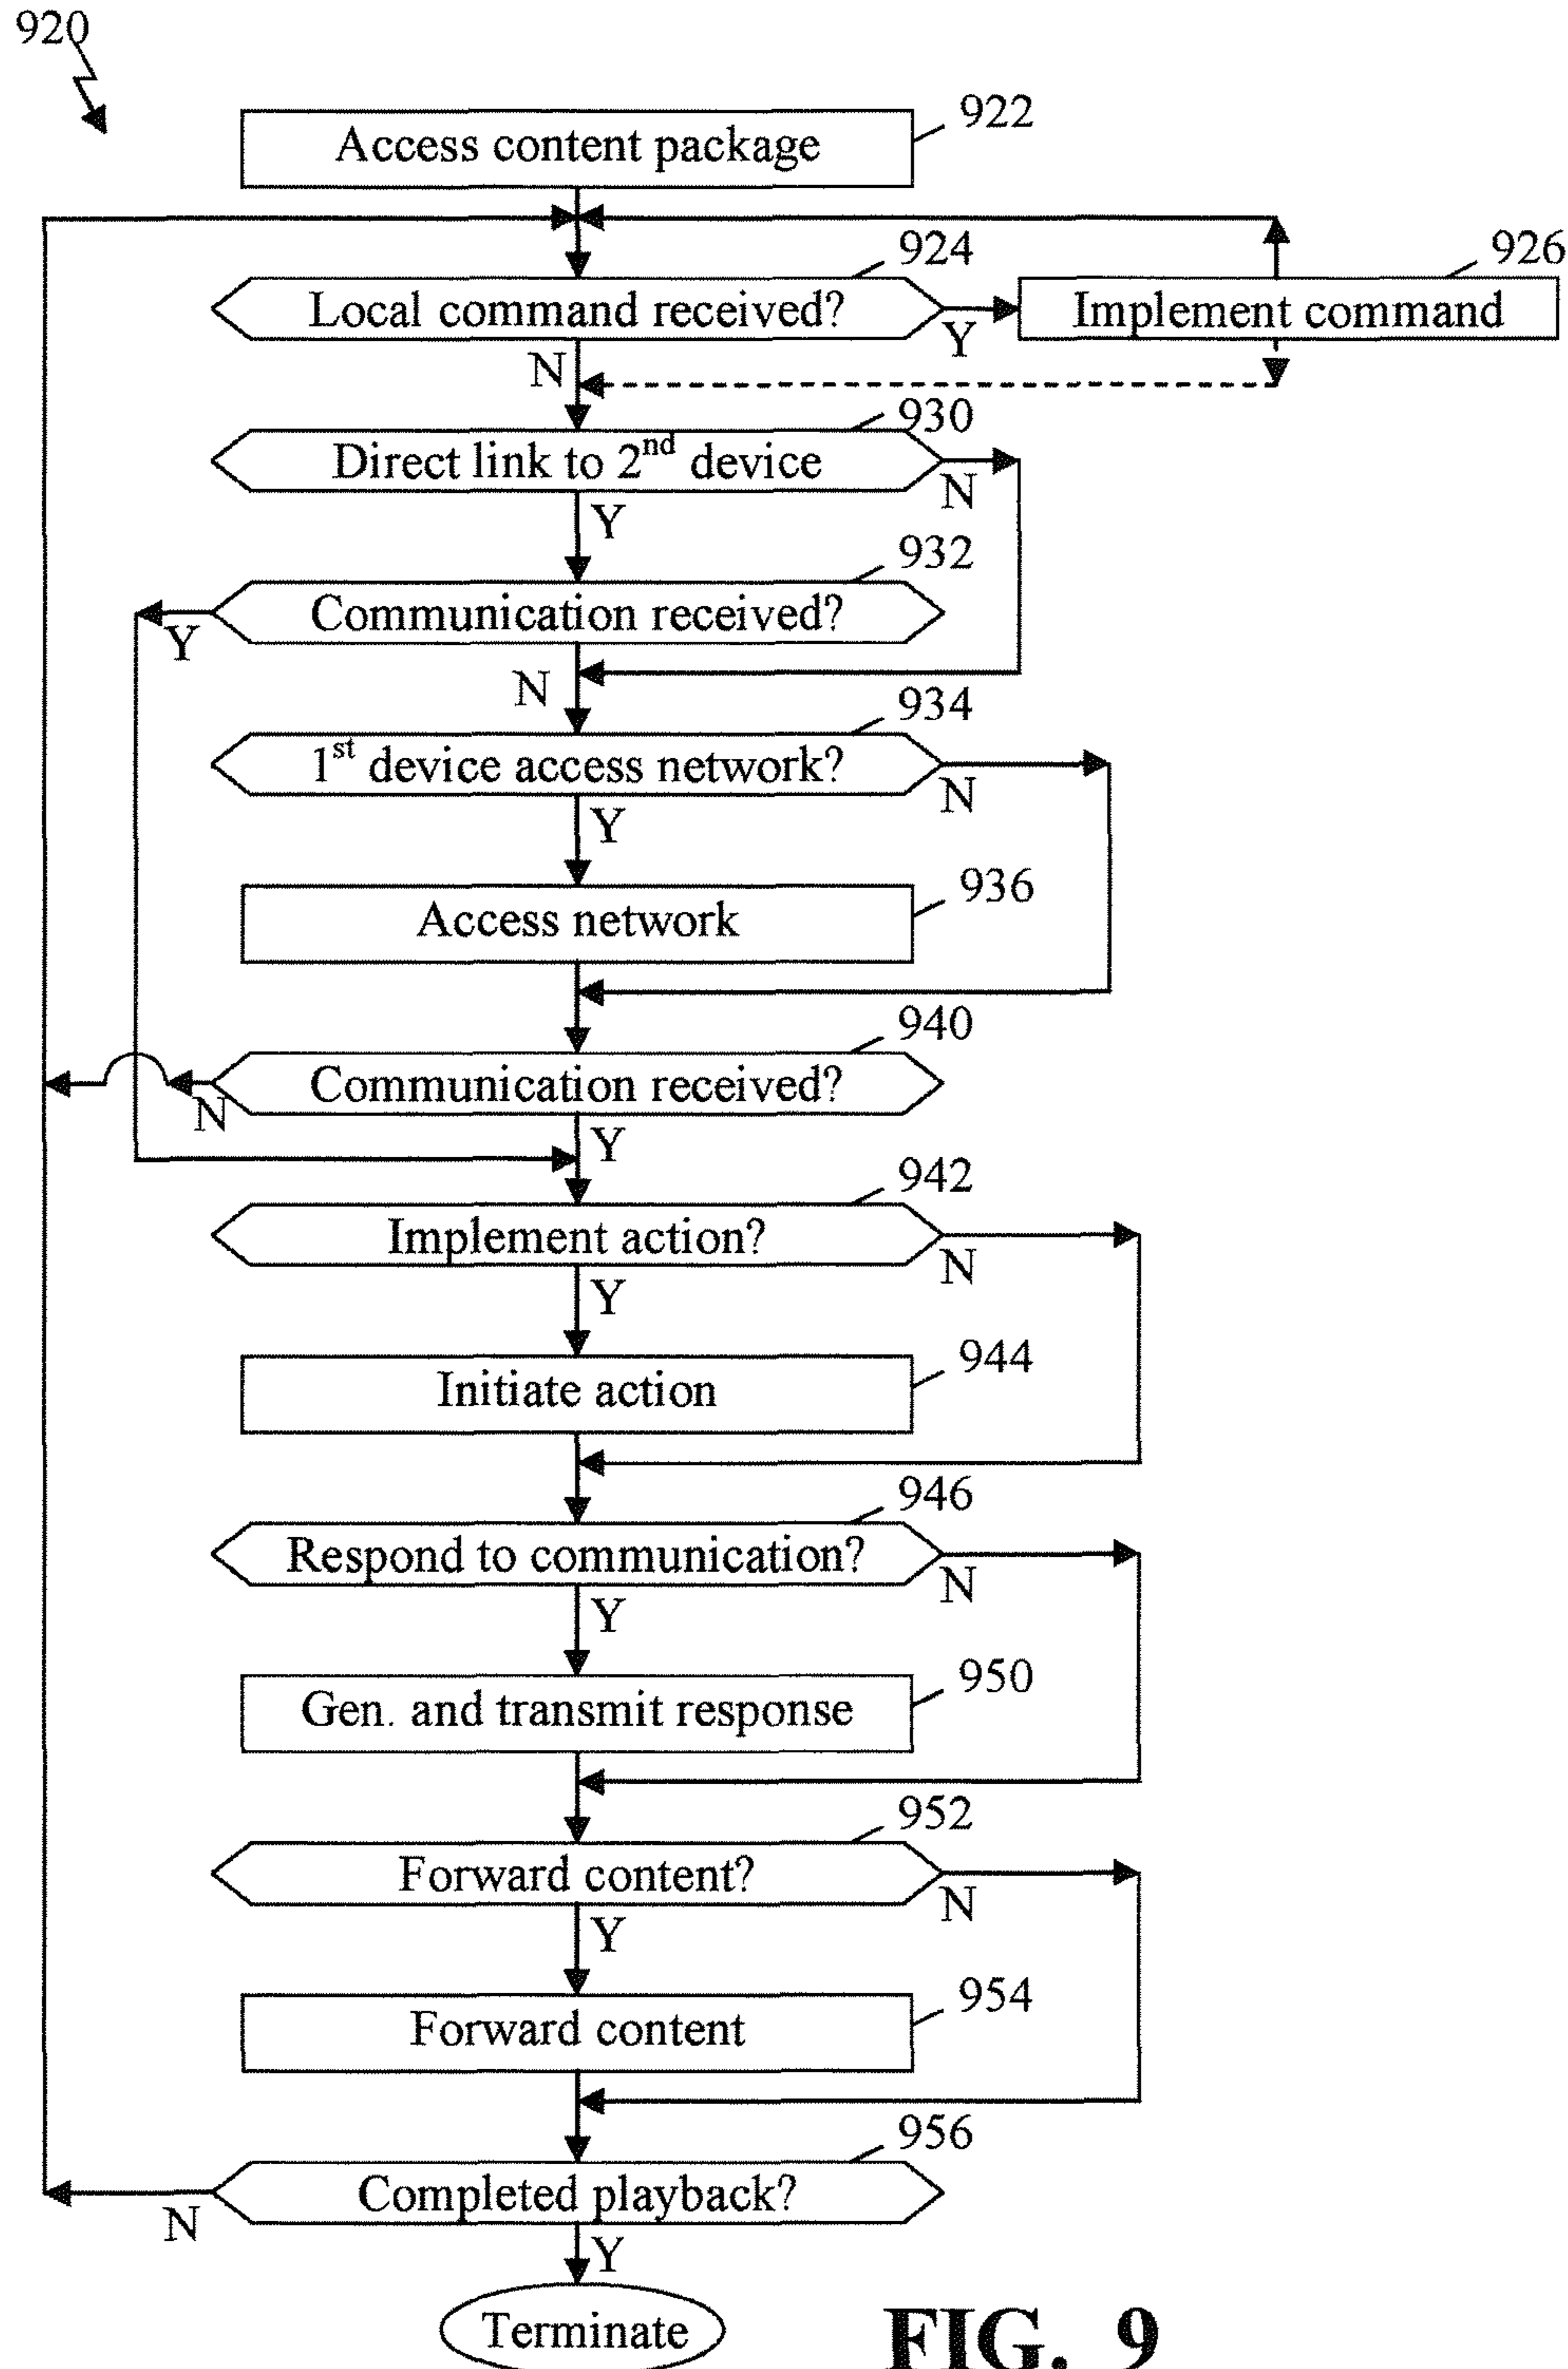 920
922
Access content package
924
926
Local command received?
Implement command
Y
N
930
Direct link to 2nd device
N
Y
932
Communication received?
Y
N
934
1st device access network?
N
Y
936
Access network
940
Communication received?
N
Y
942
Implement action?
N
Y
944
Initiate action
946
Respond to communication?
N
Y
950
Gen. and transmit response
952
Forward content?
N
Y
954
Forward content
956
Completed playback?
N
Y
Terminate
FIG. 9